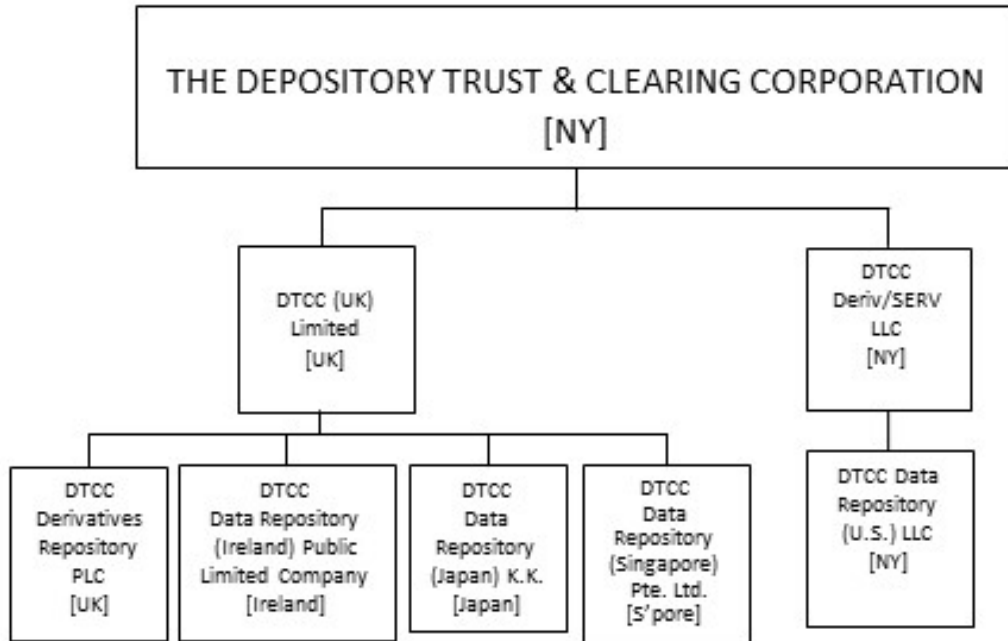 THE DEPOSITORY TRUST & CLEARING CORPORATION
[NY]
DTCC (UK)
Limited
[UK]
DTCC
Deriv/SERV
LLC
[NY]
DTCC
Derivatives
Repository
PLC
[UK]
DTCC
Data Repository
(Ireland) Public
Limited Company
[Ireland]
DTCC
Data
Repository
(Japan) K.K.
[Japan]
DTCC
Data
Repository
(Singapore)
Pte. Ltd.
[S'pore]
DTCC Data
Repository
(U.S.) LLC
[NY]